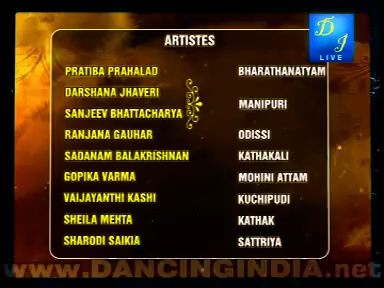 ARTISTES
DJ
LIVE
PRATIBA PRAHALAD BHARATHANATYAM
DARSHANA JHAVERI
MANIPURI
SANJEEV BHATTACHARYA
RANJANA GAUHAR ODISSI
SADANAM BALAKRISHNAN KATHAKALI
GOPIKA VARMA MOHINI ATTAM
VAIJAYANTHI KASHI KUCHIPUDI
SHEILA MEHTA KATHAK
SHARODI SAIKIA SATTRIYA
www.DANCINGINDIA.net